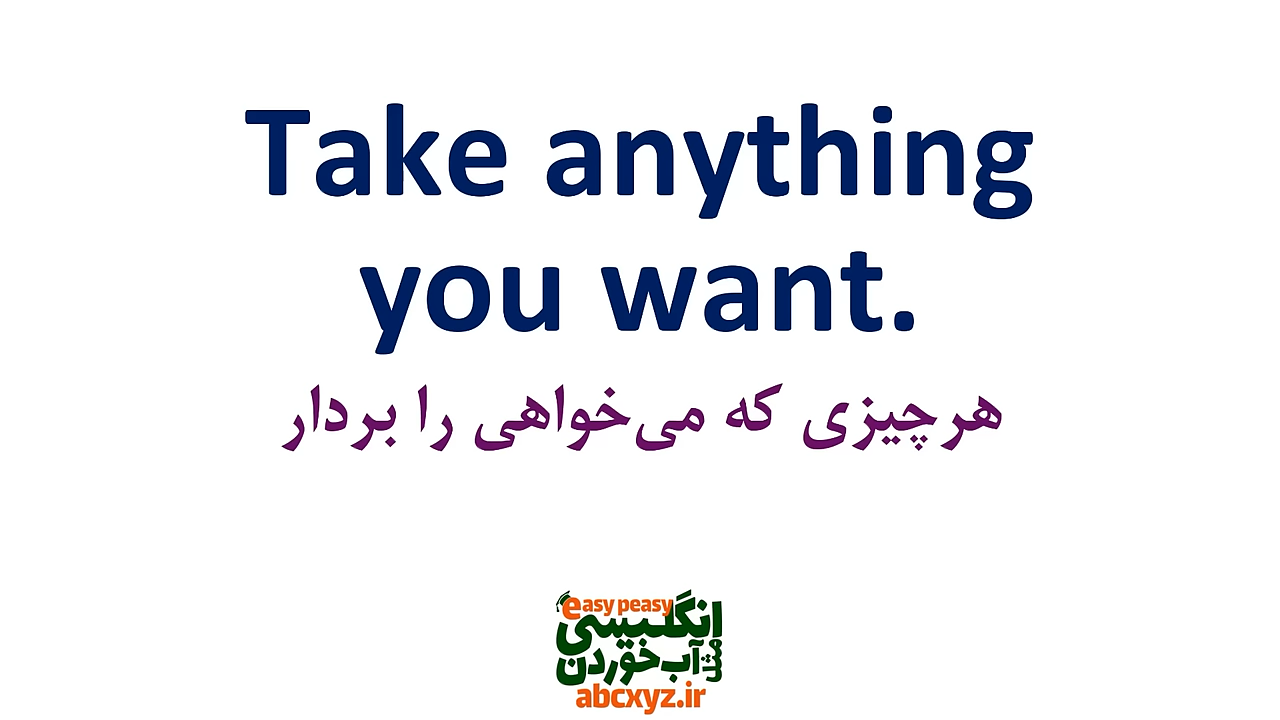 Take anything
you want.
هرچیزی که می‌خواهی را بردار
easy peasy
انگلیسی
مثل آب خوردن
abcxyz.ir